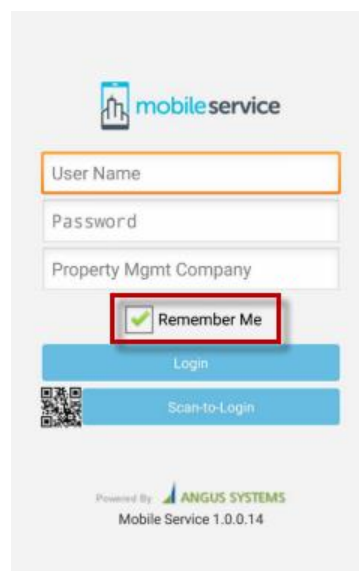 mobileservice
User Name
Password
Property Mgmt Company
Remember Me
Login
Scan-to-Login
Powered By ANGUS SYSTEMS
Mobile Service 1.0.0.14